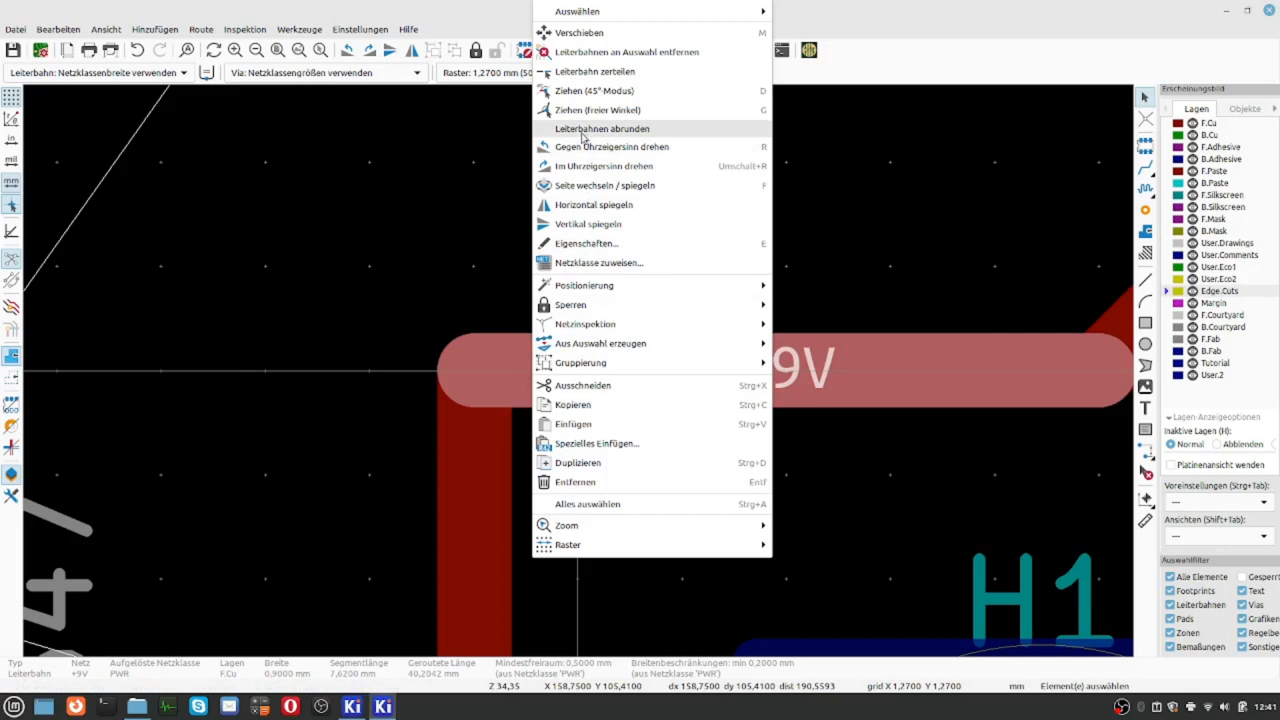 Datei Bearbeiten Ansicht Hinzufügen Route Inspektion Werkzeuge Einstellungen Hilfe
Leiterbahn: Netzklassenbreite verwenden Via: Netzklassengrößen verwenden Raster: 1,2700 mm (50
in
mil
mm
Auswählen
Verschieben M
Leiterbahnen an Auswahl entfernen
Leiterbahn zerteilen
Ziehen (45°-Modus) D
Ziehen (freier Winkel) G
Leiterbahnen abrunden
Gegen Uhrzeigersinn drehen R
Im Uhrzeigersinn drehen Umschalt+R
Seite wechseln / spiegeln F
Horizontal spiegeln
Vertikal spiegeln
Eigenschaften... E
Netzklasse zuweisen...
Positionierung
Sperren
Netzinspektion
Aus Auswahl erzeugen
Gruppierung
Ausschneiden Strg+X
Kopieren Strg+C
Einfügen Strg+V
Spezielles Einfügen...
Duplizieren Strg+D
Entfernen Entf
Alles auswählen Strg+A
Zoom
Raster
9V
H1
4
Erscheinungsbild
Lagen Objekte
F.Cu
B.Cu
F.Adhesive
B.Adhesive
F.Paste
B.Paste
F.Silkscreen
B.Silkscreen
F.Mask
B.Mask
User.Drawings
User.Comments
User.Eco1
User.Eco2
Edge.Cuts
Margin
F.Courtyard
B.Courtyard
F.Fab
B.Fab
Tutorial
User.2
Lagen-Anzeigeoptionen
Inaktive Lagen (H):
Normal Abblenden
Platinenansicht wenden
Voreinstellungen (Strg+Tab):
---
Ansichten (Shift+Tab):
---
Auswahlfilter
Alle Elemente Gesperrt
Footprints Text
Leiterbahnen Vias
Pads Grafiken
Zonen Regelbe
Bemaßungen Sonstige
Typ Netz Aufgelöste Netzklasse Lagen Breite Segmentlänge Geroutete Länge Mindestfreiraum: 0,5000 mm Breitenbeschränkungen: min 0,2000 mm
Leiterbahn +9V PWR F.Cu 0,9000 mm 7,6200 mm 40,2042 mm (aus Netzklasse 'PWR') (aus Netzklasse 'PWR')
Z 34,35 X 158,7500 Y 105,4100 dx 158,7500 dy 105,4100 dist 190,5593 grid X 1,2700 Y 1,2700 mm Element(e) auswählen
Ki Ki 12:41